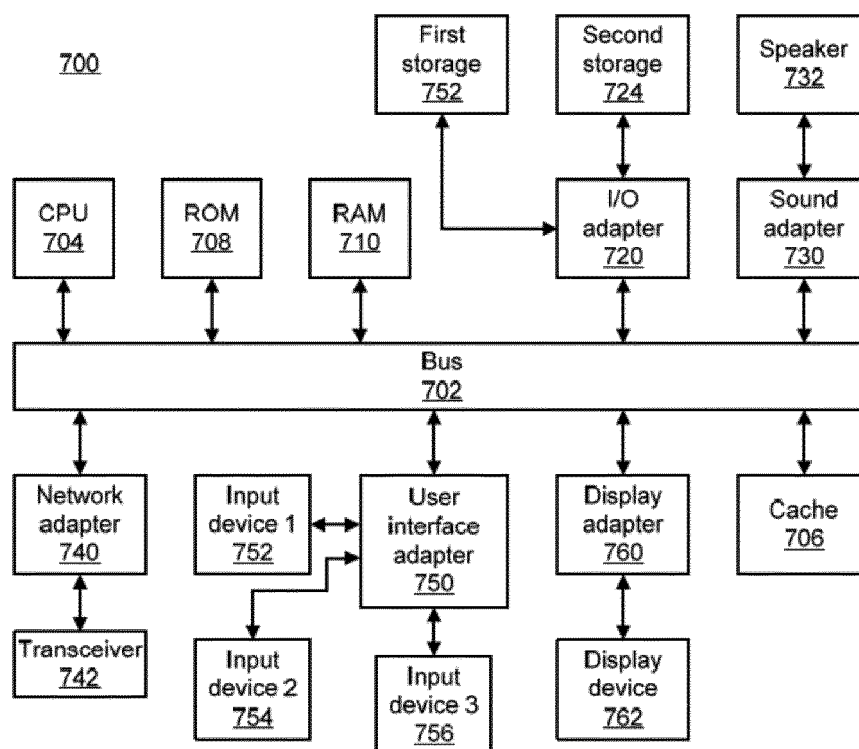 700
First
storage
752
Second
storage
724
Speaker
732
CPU
704
ROM
708
RAM
710
I/O
adapter
720
Sound
adapter
730
Bus
702
Network
adapter
740
Input
device 1
752
User
interface
adapter
750
Display
adapter
760
Cache
706
Transceiver
742
Input
device 2
754
Input
device 3
756
Display
device
762